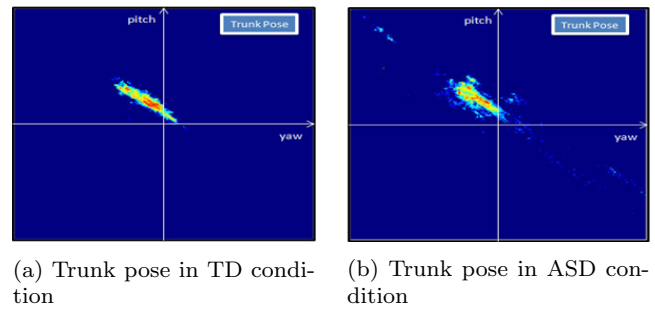 pitch
Trunk Pose
yaw
pitch
Trunk Pose
yaw
(a) Trunk pose in TD condi-
tion
(b) Trunk pose in ASD con-
dition